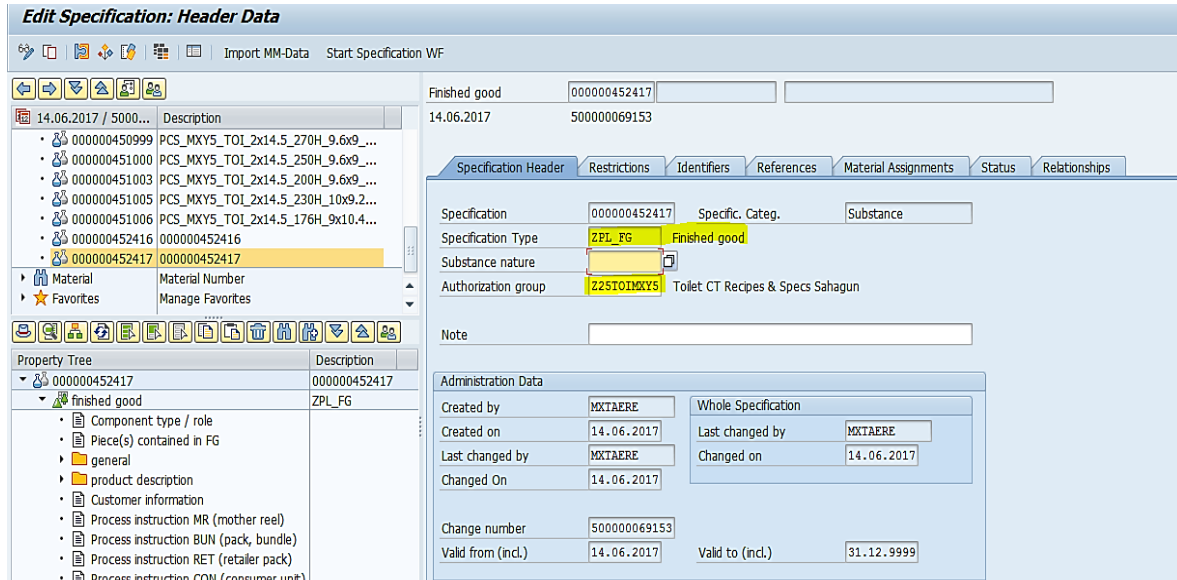 Edit Specification: Header Data
Import MM-Data Start Specification WF
Finished good 000000452417
14.06.2017 500000069153
14.06.2017 / 5000... Description
000000450999 PCS_MXY5_TOI_2x14.5_270H_9.6x9_...
000000451000 PCS_MXY5_TOI_2x14.5_250H_9.6x9_...
000000451003 PCS_MXY5_TOI_2x14.5_200H_9.6x9_...
000000451005 PCS_MXY5_TOI_2x14.5_230H_10x9.2...
000000451006 PCS_MXY5_TOI_2x14.5_176H_9x10.4...
000000452416 000000452416
000000452417 000000452417
Material Material Number
Favorites Manage Favorites
Specification Header Restrictions Identifiers References Material Assignments Status Relationships
Specification 000000452417 Specific. Categ. Substance
Specification Type ZPL_FG Finished good
Substance nature
Authorization group Z25TOIMXY5 Toilet CT Recipes & Specs Sahagun
Note
Property Tree Description
000000452417 000000452417
finished good ZPL_FG
Component type / role
Piece(s) contained in FG
general
product description
Customer information
Process instruction MR (mother reel)
Process instruction BUN (pack, bundle)
Process instruction RET (retailer pack)
Process instruction CON (consumer unit)
Administration Data
Created by MXTAERE Whole Specification
Created on 14.06.2017 Last changed by MXTAERE
Last changed by MXTAERE Changed on 14.06.2017
Changed On 14.06.2017
Change number 500000069153
Valid from (incl.) 14.06.2017 Valid to (incl.) 31.12.9999